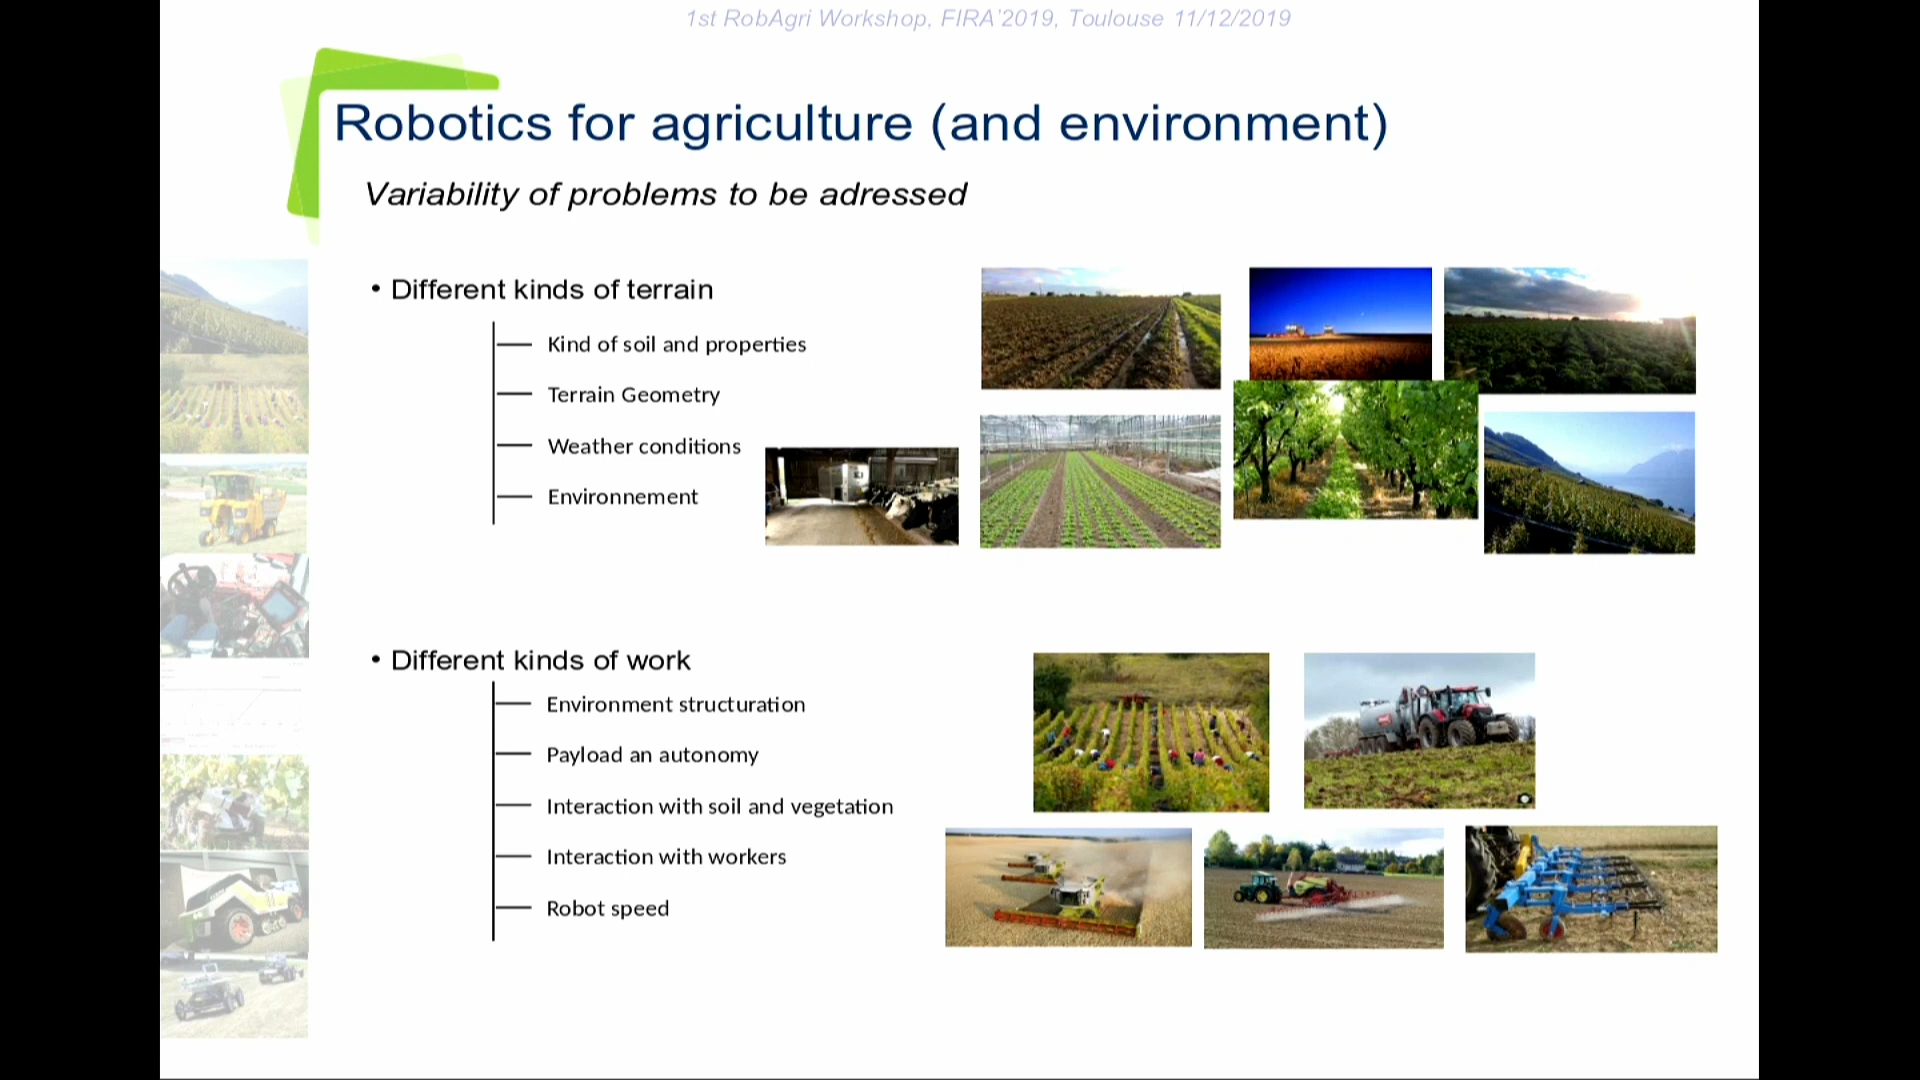 1st RobAgri Workshop, FIRA'2019, Toulouse 11/12/2019
Robotics for agriculture (and environment)
Variability of problems to be adressed
• Different kinds of terrain
Kind of soil and properties
Terrain Geometry
Weather conditions
Environnement
• Different kinds of work
Environment structuration
Payload an autonomy
Interaction with soil and vegetation
Interaction with workers
Robot speed